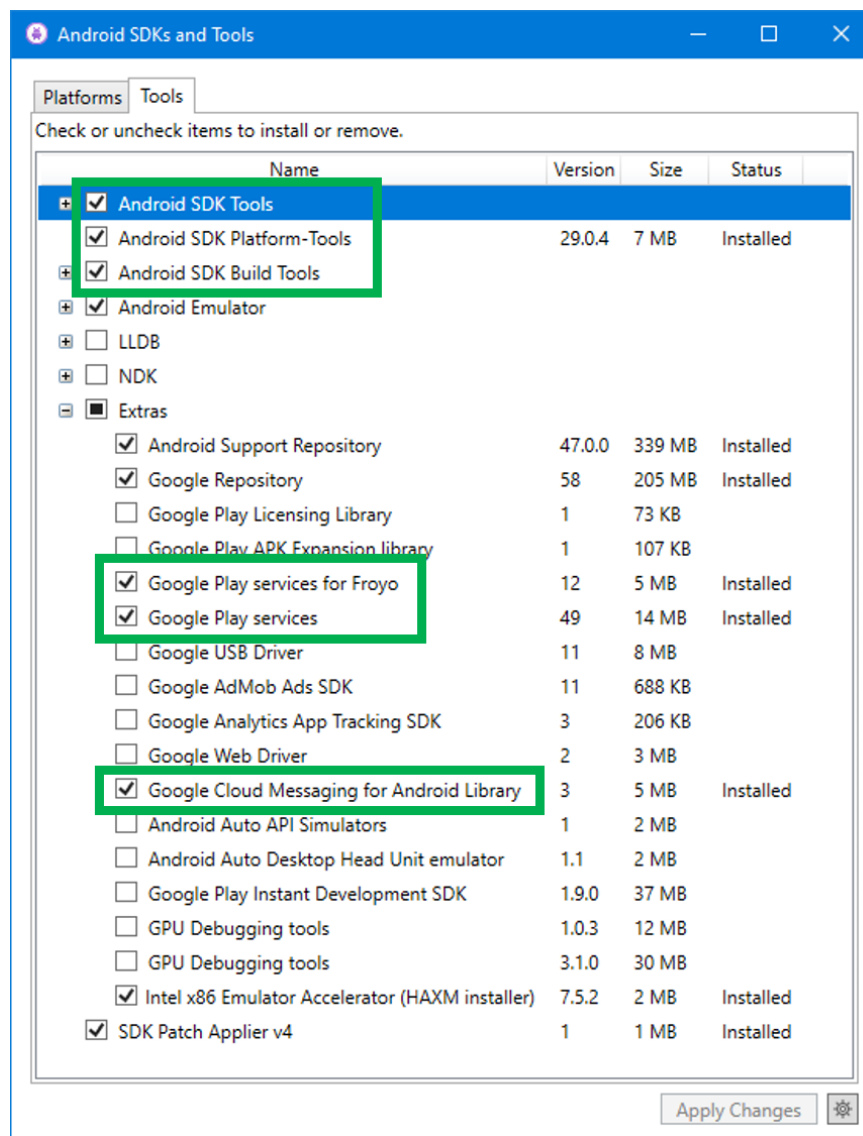 Android SDKs and Tools
Platforms Tools
Check or uncheck items to install or remove.
Name Version Size Status
Android SDK Tools
Android SDK Platform-Tools 29.0.4 7 MB Installed
Android SDK Build Tools
Android Emulator
LLDB
NDK
Extras
Android Support Repository 47.0.0 339 MB Installed
Google Repository 58 205 MB Installed
Google Play Licensing Library 1 73 KB
Google Play APK Expansion library 1 107 KB
Google Play services for Froyo 12 5 MB Installed
Google Play services 49 14 MB Installed
Google USB Driver 11 8 MB
Google AdMob Ads SDK 11 688 KB
Google Analytics App Tracking SDK 3 206 KB
Google Web Driver 2 3 MB
Google Cloud Messaging for Android Library 3 5 MB Installed
Android Auto API Simulators 1 2 MB
Android Auto Desktop Head Unit emulator 1.1 2 MB
Google Play Instant Development SDK 1.9.0 37 MB
GPU Debugging tools 1.0.3 12 MB
GPU Debugging tools 3.1.0 30 MB
Intel x86 Emulator Accelerator (HAXM installer) 7.5.2 2 MB Installed
SDK Patch Applier v4 1 1 MB Installed
Apply Changes